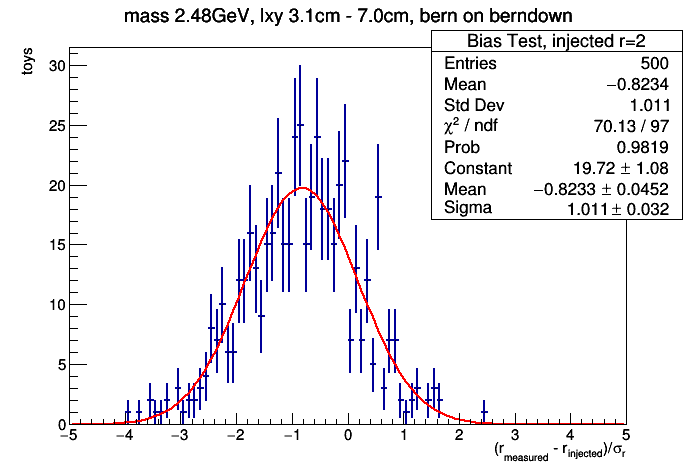 mass 2.48GeV, lxy 3.1cm - 7.0cm, bern on berndown
Bias Test, injected r=2
Entries 500
Mean −0.8234
Std Dev 1.011
χ² / ndf 70.13 / 97
Prob 0.9819
Constant 19.72 ± 1.08
Mean −0.8233 ± 0.0452
Sigma 1.011 ± 0.032
toys
30
25
20
15
10
5
0
−5 −4 −3 −2 −1 0 1 2 3 4 5
(r_measured - r_injected)/σ_r